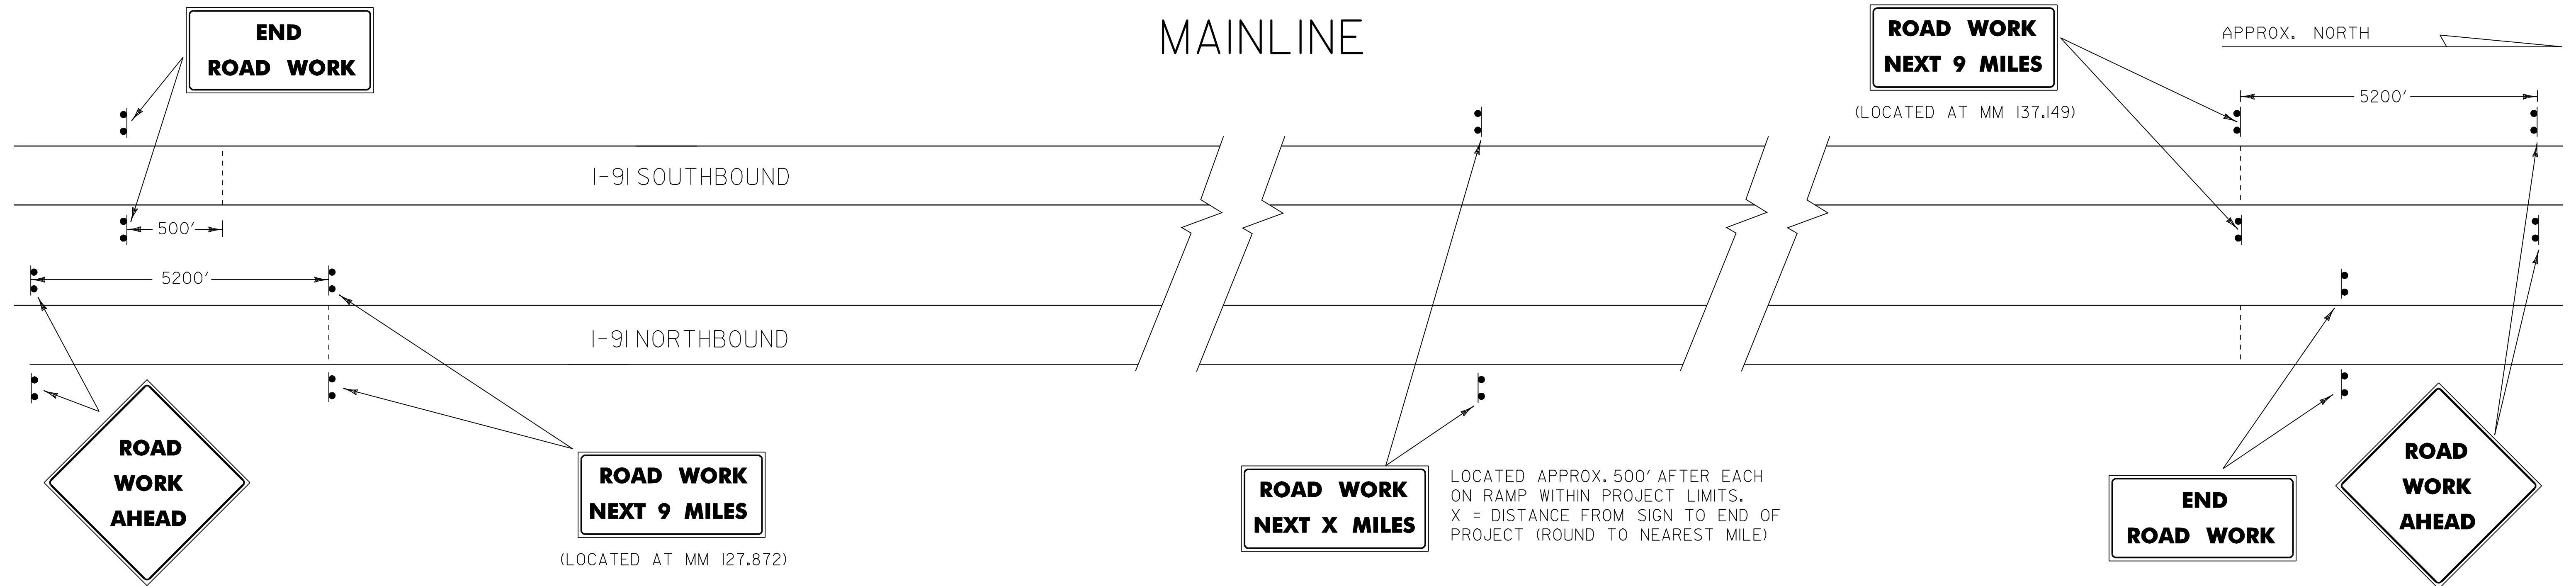 MAINLINE
END
ROAD WORK
ROAD WORK
NEXT 9 MILES
(LOCATED AT MM 137.149)
APPROX. NORTH
5200'
I-91 SOUTHBOUND
500'
5200'
I-91 NORTHBOUND
ROAD
WORK
AHEAD
ROAD WORK
NEXT 9 MILES
(LOCATED AT MM 127.872)
ROAD WORK
NEXT X MILES
LOCATED APPROX. 500' AFTER EACH
ON RAMP WITHIN PROJECT LIMITS.
X = DISTANCE FROM SIGN TO END OF
PROJECT (ROUND TO NEAREST MILE)
END
ROAD WORK
ROAD
WORK
AHEAD